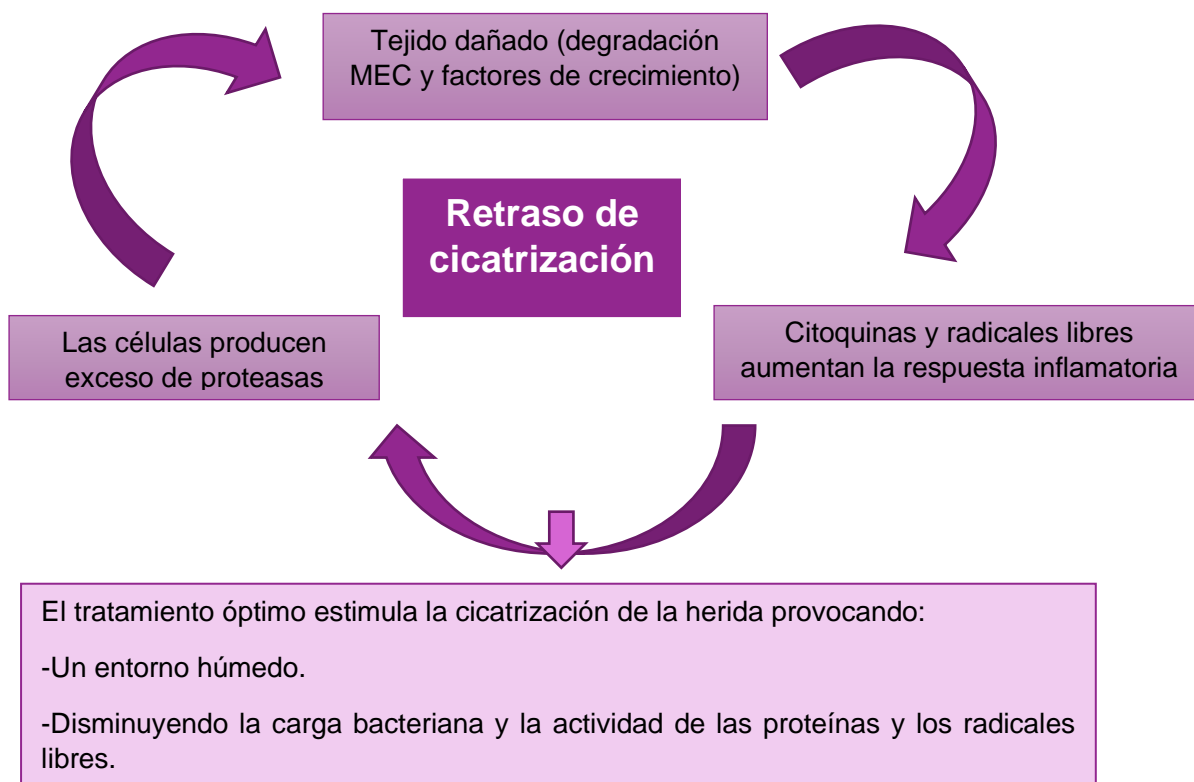 Tejido dañado (degradación
MEC y factores de crecimiento)
Retraso de
cicatrización
Las células producen
exceso de proteasas
Citoquinas y radicales libres
aumentan la respuesta inflamatoria
El tratamiento óptimo estimula la cicatrización de la herida provocando:
-Un entorno húmedo.
-Disminuyendo la carga bacteriana y la actividad de las proteínas y los radicales
libres.